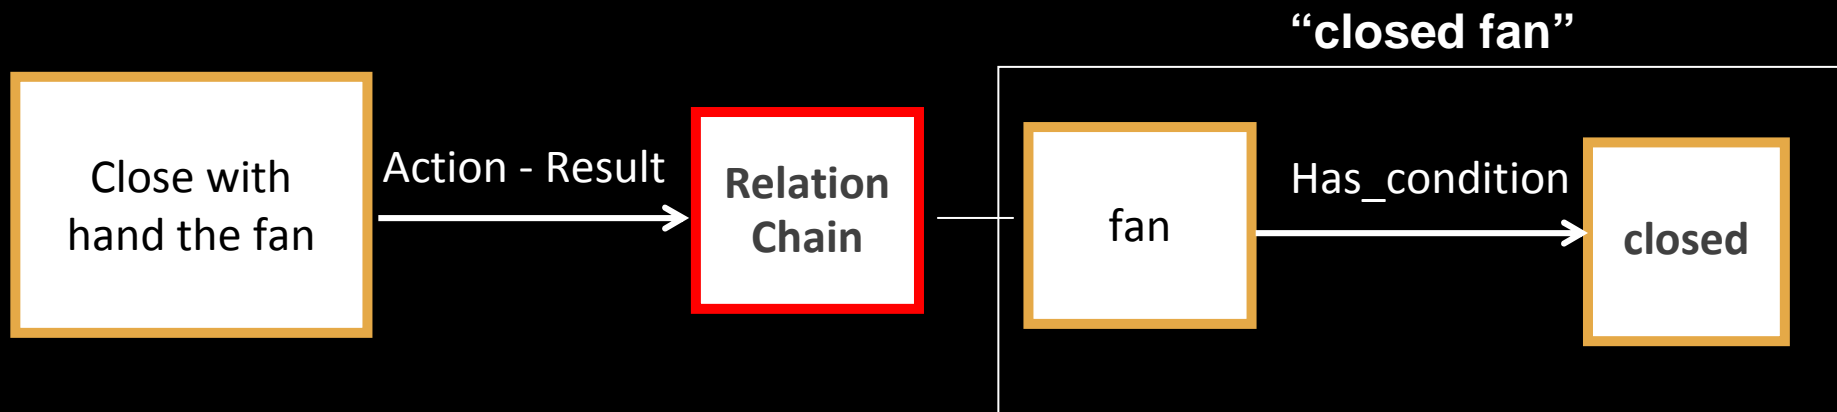 “closed fan”
Close with
hand the fan
Action - Result
Relation
Chain
fan
Has_condition
closed